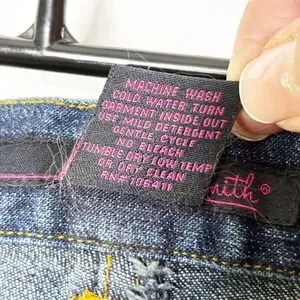 MACHINE WASH
COLD WATER TURN
GARMENT INSIDE OUT
USE MILD DETERGENT
GENTLE CYCLE
NO BLEACH
TUMBLE DRY LOW TEMP
OR DRY CLEAN
RN# 106411
mith®